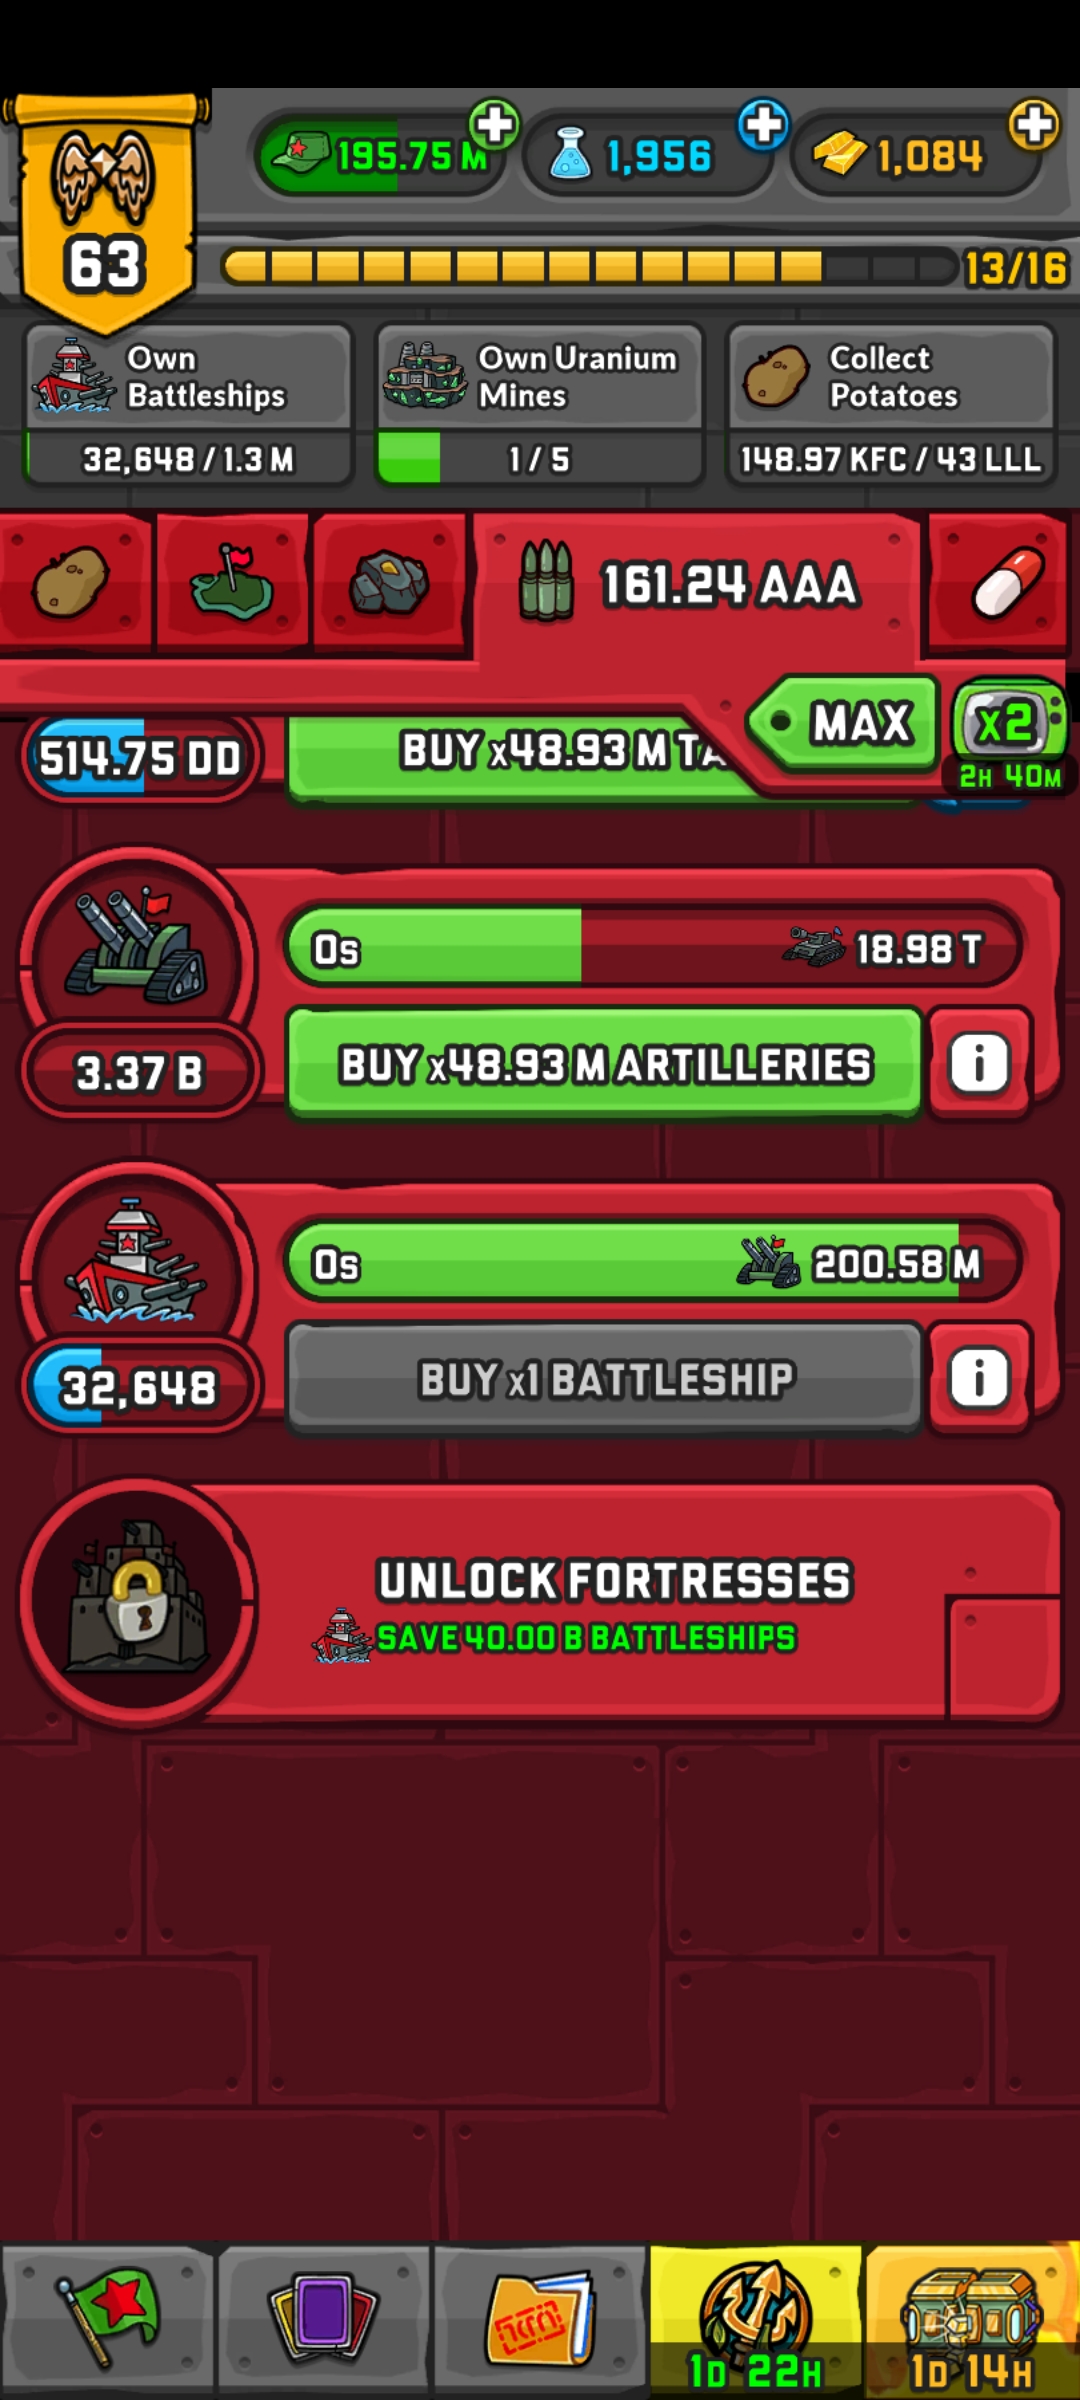 195.75 M
1,956
1,084
63
13/16
Own Battleships
32,648 / 1.3 M
Own Uranium Mines
1 / 5
Collect Potatoes
148.97 KFC / 43 LLL
161.24 AAA
MAX
x2
2H 40M
514.75 DD
BUY x48.93 M TA
0s
18.98 T
3.37 B
BUY x48.93 M ARTILLERIES
i
0s
200.58 M
32,648
BUY x1 BATTLESHIP
i
UNLOCK FORTRESSES
SAVE 40.00 B BATTLESHIPS
1D 22H
1D 14H